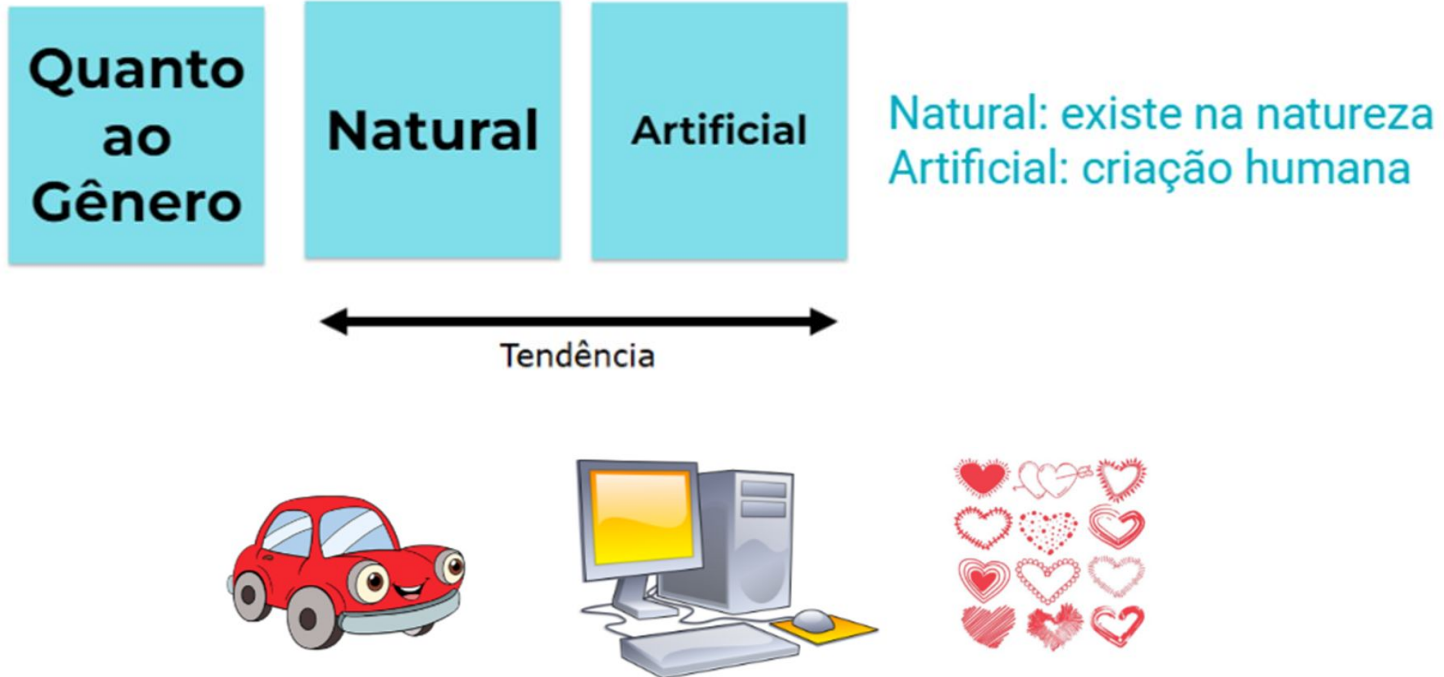 Quanto
ao
Gênero
Natural
Artificial
Natural: existe na natureza
Artificial: criação humana
Tendência